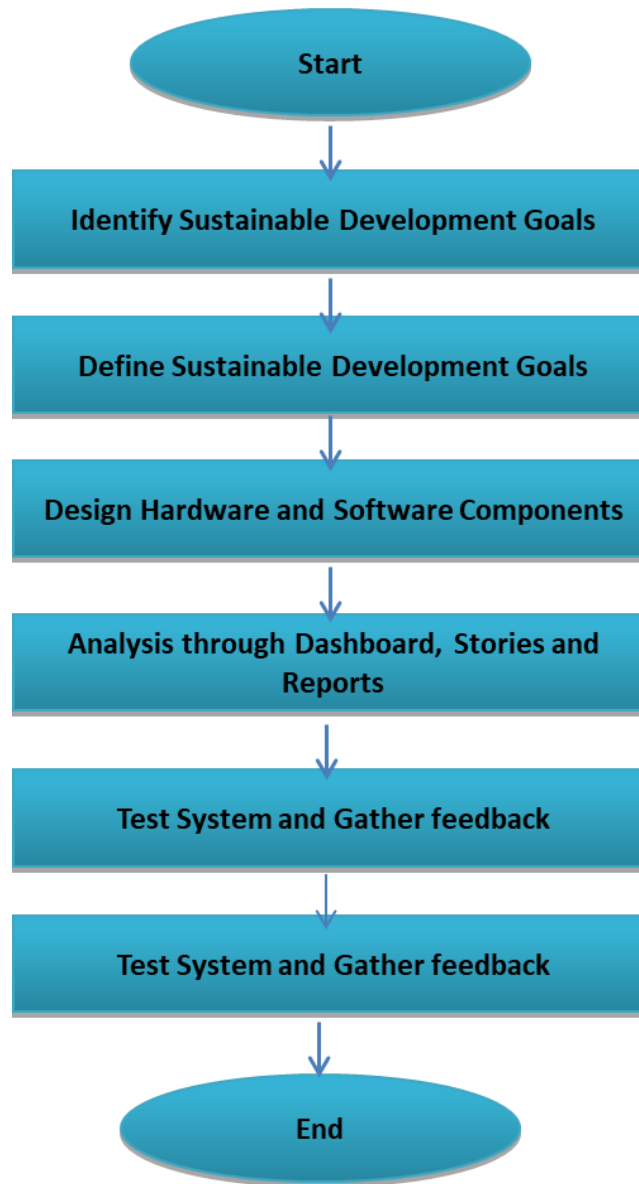 Start
Identify Sustainable Development Goals
Define Sustainable Development Goals
Design Hardware and Software Components
Analysis through Dashboard, Stories and
Reports
Test System and Gather feedback
Test System and Gather feedback
End